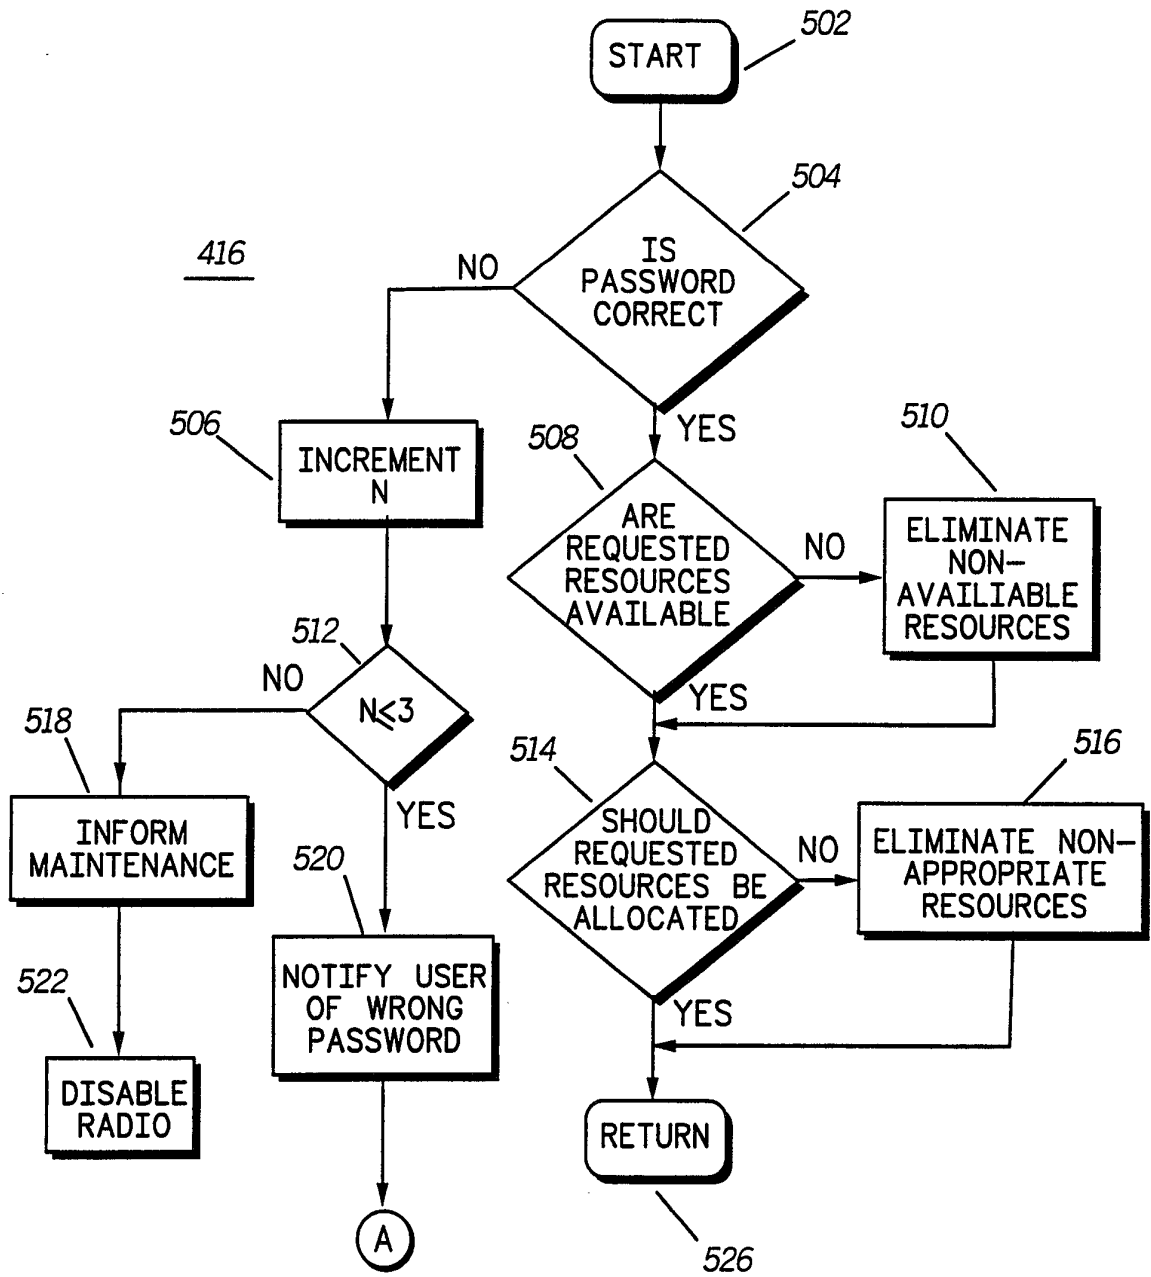 502
START
504
416
NO
IS
PASSWORD
CORRECT
506
INCREMENT
N
YES
508
510
ARE
REQUESTED
RESOURCES
AVAILABLE
NO
ELIMINATE
NON-
AVAILIABLE
RESOURCES
512
NO
N≤3
YES
518
514
516
INFORM
MAINTENANCE
YES
SHOULD
REQUESTED
RESOURCES BE
ALLOCATED
NO
ELIMINATE NON-
APPROPRIATE
RESOURCES
520
522
NOTIFY USER
OF WRONG
PASSWORD
YES
DISABLE
RADIO
RETURN
A
526